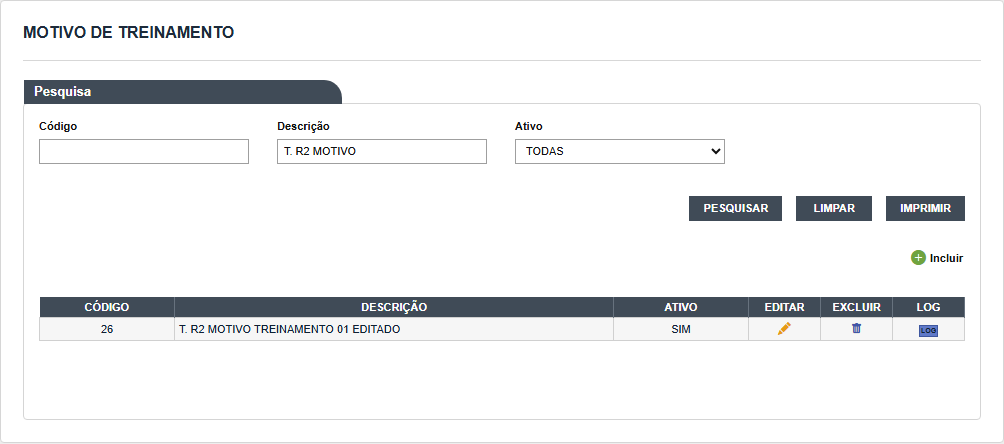 MOTIVO DE TREINAMENTO
Pesquisa
Código Descrição Ativo
T. R2 MOTIVO TODAS
PESQUISAR LIMPAR IMPRIMIR
Incluir
CÓDIGO DESCRIÇÃO ATIVO EDITAR EXCLUIR LOG
26 T. R2 MOTIVO TREINAMENTO 01 EDITADO SIM LOG